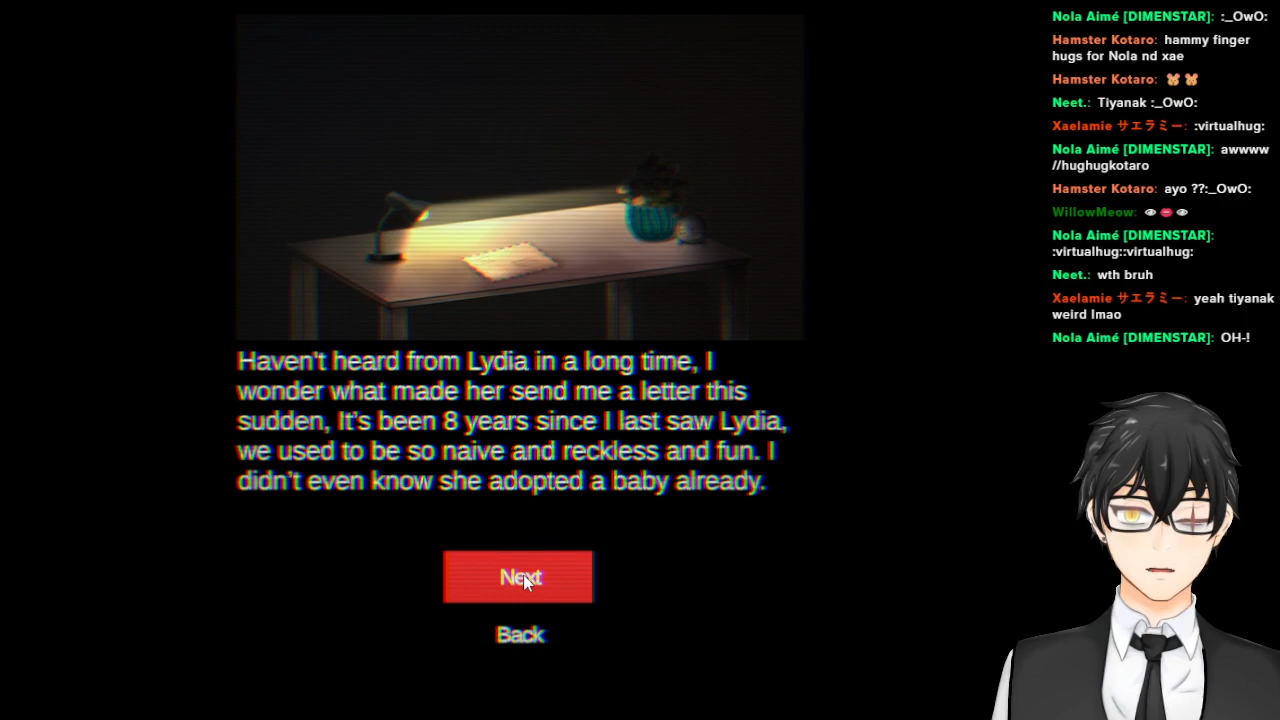 Haven't heard from Lydia in a long time, I
wonder what made her send me a letter this
sudden, It's been 8 years since I last saw Lydia,
we used to be so naive and reckless and fun. I
didn't even know she adopted a baby already.
Next
Back
Nola Aimé [DIMENSTAR]: :_OwO:
Hamster Kotaro: hammy finger
hugs for Nola nd xae
Hamster Kotaro: 🐹 🐹
Neet.: Tiyanak :_OwO:
Xaelamie サエラミー: :virtualhug:
Nola Aimé [DIMENSTAR]: awwww
//hughugkotaro
Hamster Kotaro: ayo ??:_OwO:
WillowMeow: 👁️👄👁️
Nola Aimé [DIMENSTAR]:
:virtualhug::virtualhug:
Neet.: wth bruh
Xaelamie サエラミー: yeah tiyanak
weird lmao
Nola Aimé [DIMENSTAR]: OH-!